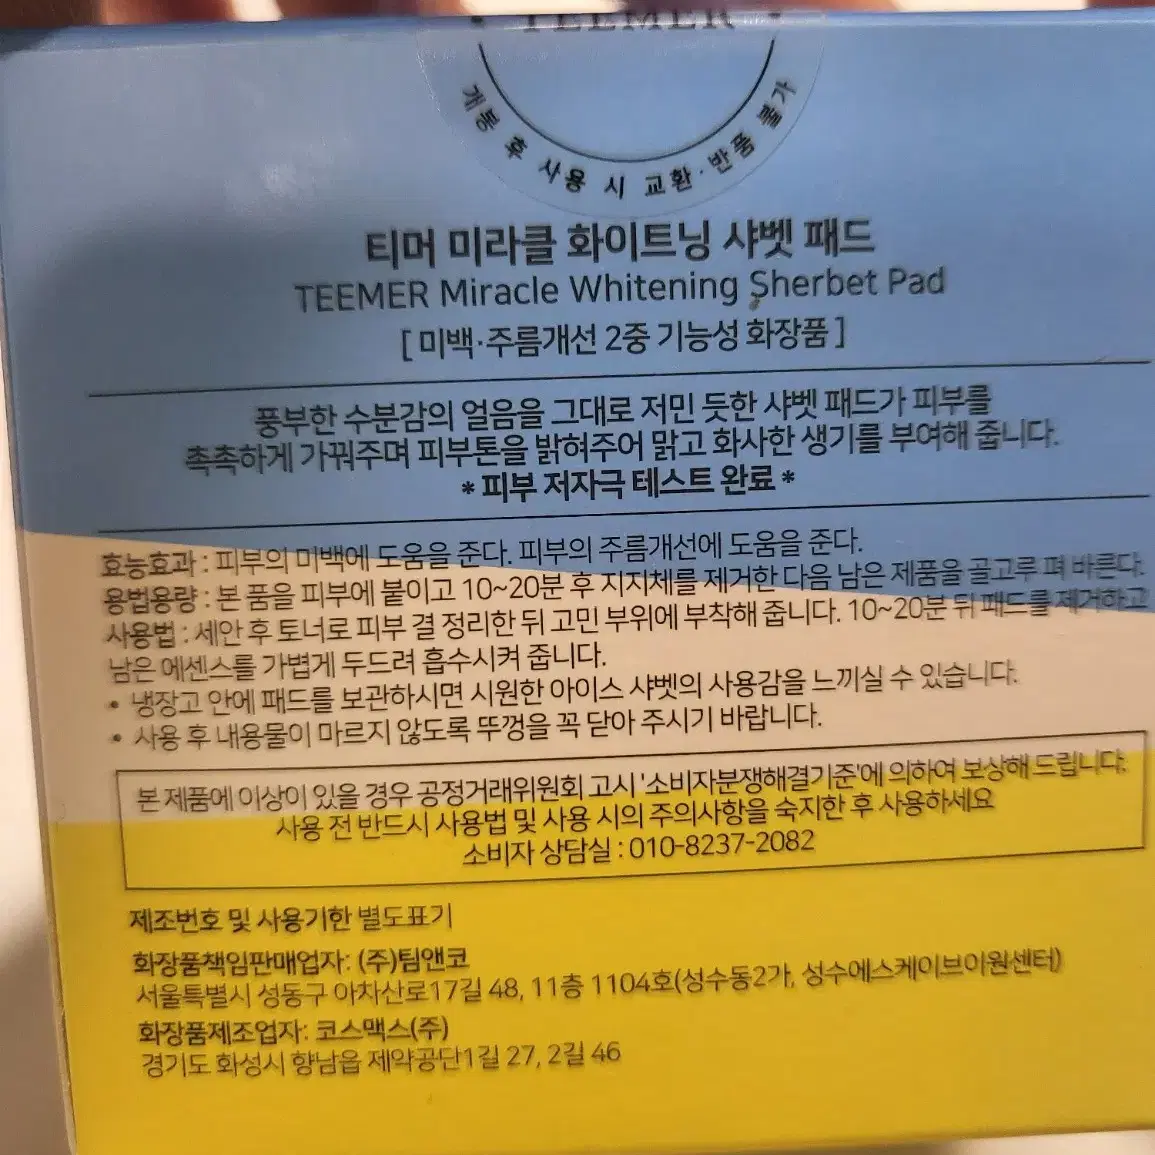 TEEMER
개봉 후 사용 시 교환·반품 불가
티머 미라클 화이트닝 샤벳 패드
TEEMER Miracle Whitening Sherbet Pad
[ 미백·주름개선 2중 기능성 화장품 ]
풍부한 수분감의 얼음을 그대로 저민 듯한 샤벳 패드가 피부를
촉촉하게 가꿔주며 피부톤을 밝혀주어 맑고 화사한 생기를 부여해 줍니다.
* 피부 저자극 테스트 완료 *
효능효과 : 피부의 미백에 도움을 준다. 피부의 주름개선에 도움을 준다.
용법용량 : 본 품을 피부에 붙이고 10~20분 후 지지체를 제거한 다음 남은 제품을 골고루 펴 바른다.
사용법 : 세안 후 토너로 피부 결 정리한 뒤 고민 부위에 부착해 줍니다. 10~20분 뒤 패드를 제거하고
남은 에센스를 가볍게 두드려 흡수시켜 줍니다.
• 냉장고 안에 패드를 보관하시면 시원한 아이스 샤벳의 사용감을 느끼실 수 있습니다.
• 사용 후 내용물이 마르지 않도록 뚜껑을 꼭 닫아 주시기 바랍니다.
본 제품에 이상이 있을 경우 공정거래위원회 고시 '소비자분쟁해결기준'에 의하여 보상해 드립니다.
사용 전 반드시 사용법 및 사용 시의 주의사항을 숙지한 후 사용하세요
소비자 상담실 : 010-8237-2082
제조번호 및 사용기한 별도표기
화장품책임판매업자: (주)팀앤코
서울특별시 성동구 아차산로17길 48, 11층 1104호(성수동2가, 성수에스케이브이원센터)
화장품제조업자: 코스맥스(주)
경기도 화성시 향남읍 제약공단1길 27, 2길 46